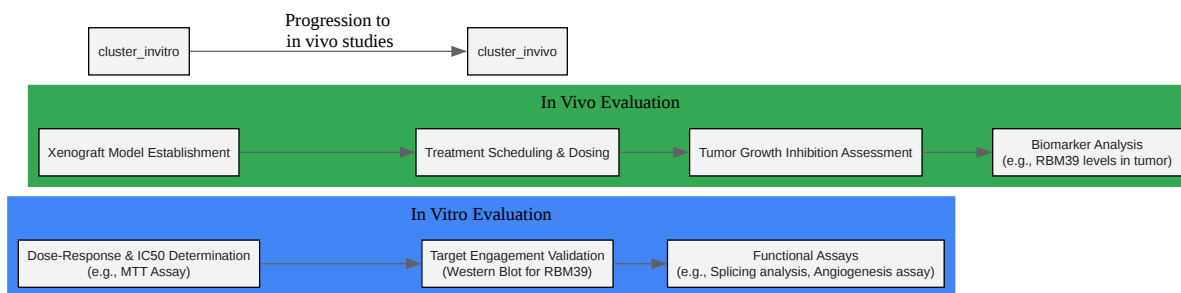 Progression to
in vivo studies
cluster_invitro
cluster_invivo
In Vivo Evaluation
Xenograft Model Establishment
Treatment Scheduling & Dosing
Tumor Growth Inhibition Assessment
Biomarker Analysis
(e.g., RBM39 levels in tumor)
In Vitro Evaluation
Dose-Response & IC50 Determination
(e.g., MTT Assay)
Target Engagement Validation
(Western Blot for RBM39)
Functional Assays
(e.g., Splicing analysis, Angiogenesis assay)